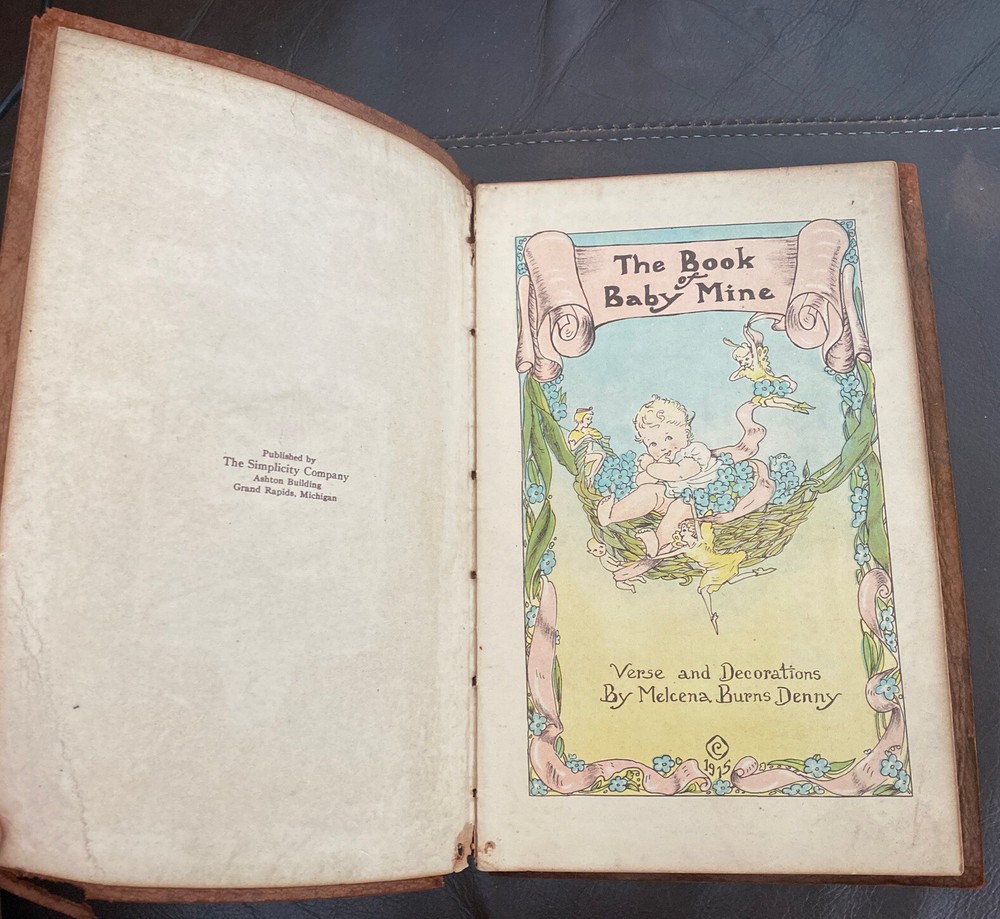 Published by
The Simplicity Company
Ashton Building
Grand Rapids, Michigan
The Book
of
Baby Mine
Verse and Decorations
By Melcena Burns Denny
©
1915